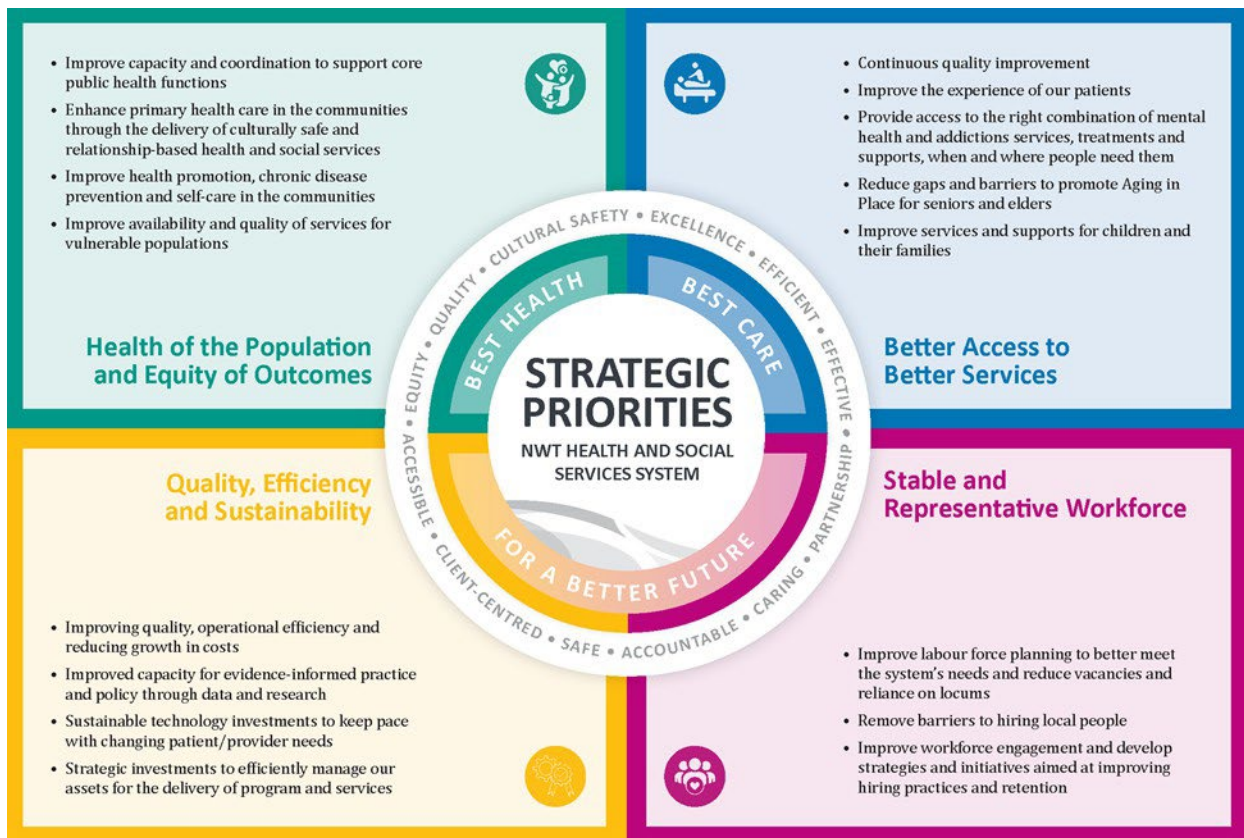 • Improve capacity and coordination to support core
public health functions
• Enhance primary health care in the communities
through the delivery of culturally safe and
relationship-based health and social services
• Improve health promotion, chronic disease
prevention and self-care in the communities
• Improve availability and quality of services for
vulnerable populations
Health of the Population
and Equity of Outcomes
• Continuous quality improvement
• Improve the experience of our patients
• Provide access to the right combination of mental
health and addictions services, treatments and
supports, when and where people need them
• Reduce gaps and barriers to promote Aging in
Place for seniors and elders
• Improve services and supports for children and
their families
Better Access to
Better Services
ACCESSIBLE • EQUITY • QUALITY • CULTURAL SAFETY • EXCELLENCE • EFFICIENT • EFFECTIVE • PARTNERSHIP • CARING • ACCOUNTABLE • SAFE • CLIENT-CENTRED •
BEST HEALTH
BEST CARE
STRATEGIC
PRIORITIES
NWT HEALTH AND SOCIAL
SERVICES SYSTEM
FOR A BETTER FUTURE
Quality, Efficiency
and Sustainability
• Improving quality, operational efficiency and
reducing growth in costs
• Improved capacity for evidence-informed practice
and policy through data and research
• Sustainable technology investments to keep pace
with changing patient/provider needs
• Strategic investments to efficiently manage our
assets for the delivery of program and services
Stable and
Representative Workforce
• Improve labour force planning to better meet
the system's needs and reduce vacancies and
reliance on locums
• Remove barriers to hiring local people
• Improve workforce engagement and develop
strategies and initiatives aimed at improving
hiring practices and retention